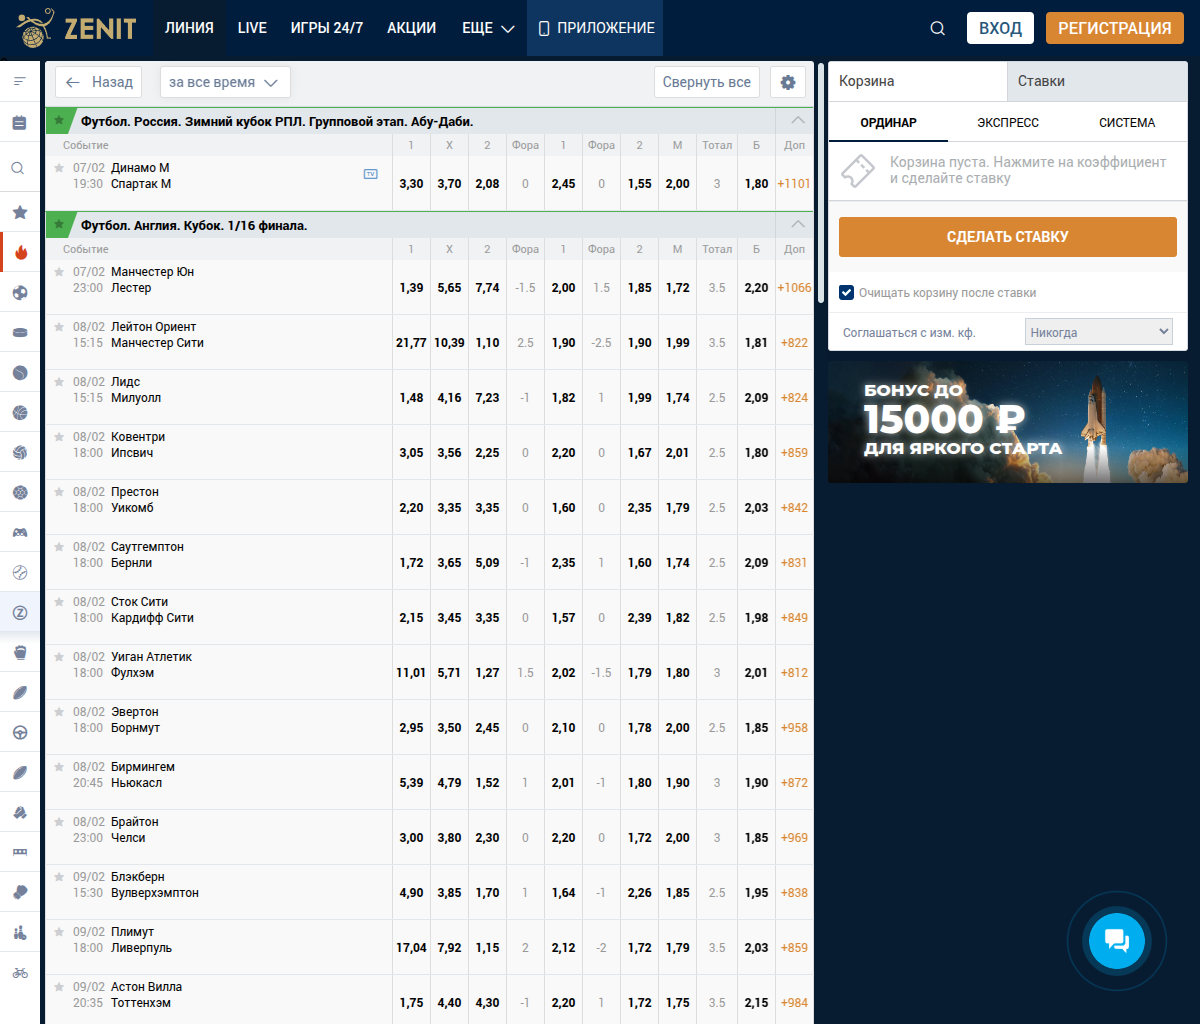 ZENIT ЛИНИЯ LIVE ИГРЫ 24/7 АКЦИИ ЕЩЕ ПРИЛОЖЕНИЕ ВХОД РЕГИСТРАЦИЯ
Назад за все время Свернуть все
Футбол. Россия. Зимний кубок РПЛ. Групповой этап. Абу-Даби.
Событие 1 X 2 Фора 1 Фора 2 М Тотал Б Доп
07/02 Динамо М
19:30 Спартак М TV 3,30 3,70 2,08 0 2,45 0 1,55 2,00 3 1,80 +1101
Футбол. Англия. Кубок. 1/16 финала.
Событие 1 X 2 Фора 1 Фора 2 М Тотал Б Доп
07/02 Манчестер Юн
23:00 Лестер 1,39 5,65 7,74 -1.5 2,00 1.5 1,85 1,72 3.5 2,20 +1066
08/02 Лейтон Ориент
15:15 Манчестер Сити 21,77 10,39 1,10 2.5 1,90 -2.5 1,90 1,99 3.5 1,81 +822
08/02 Лидс
15:15 Милуолл 1,48 4,16 7,23 -1 1,82 1 1,99 1,74 2.5 2,09 +824
08/02 Ковентри
18:00 Ипсвич 3,05 3,56 2,25 0 2,20 0 1,67 2,01 2.5 1,80 +859
08/02 Престон
18:00 Уикомб 2,20 3,35 3,35 0 1,60 0 2,35 1,79 2.5 2,03 +842
08/02 Саутгемптон
18:00 Бернли 1,72 3,65 5,09 -1 2,35 1 1,60 1,74 2.5 2,09 +831
08/02 Сток Сити
18:00 Кардифф Сити 2,15 3,45 3,35 0 1,57 0 2,39 1,82 2.5 1,98 +849
08/02 Уиган Атлетик
18:00 Фулхэм 11,01 5,71 1,27 1.5 2,02 -1.5 1,79 1,80 3 2,01 +812
08/02 Эвертон
18:00 Борнмут 2,95 3,50 2,45 0 2,10 0 1,78 2,00 2.5 1,85 +958
08/02 Бирмингем
20:45 Ньюкасл 5,39 4,79 1,52 1 2,01 -1 1,80 1,90 3 1,90 +872
08/02 Брайтон
23:00 Челси 3,00 3,80 2,30 0 2,20 0 1,72 2,00 3 1,85 +969
09/02 Блэкберн
15:30 Вулверхэмптон 4,90 3,85 1,70 1 1,64 -1 2,26 1,85 2.5 1,95 +838
09/02 Плимут
18:00 Ливерпуль 17,04 7,92 1,15 2 2,12 -2 1,72 1,79 3.5 2,03 +859
09/02 Астон Вилла
20:35 Тоттенхэм 1,75 4,40 4,30 -1 2,20 1 1,72 1,75 3.5 2,15 +984
Корзина Ставки
ОРДИНАР ЭКСПРЕСС СИСТЕМА
Корзина пуста. Нажмите на коэффициент
и сделайте ставку
СДЕЛАТЬ СТАВКУ
Очищать корзину после ставки
Соглашаться с изм. кф. Никогда
БОНУС ДО
15000 ₽
ДЛЯ ЯРКОГО СТАРТА